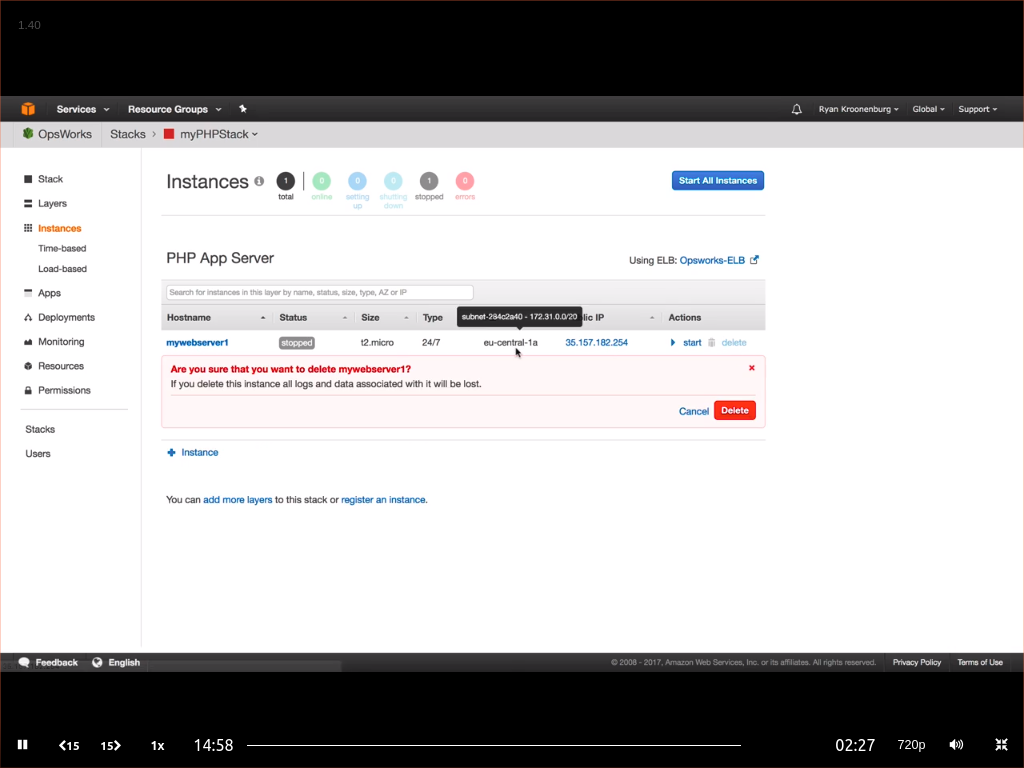 1.40
Services Resource Groups Ryan Kroonenburg Global Support
OpsWorks Stacks myPHPStack
Stack
Layers
Instances
Time-based
Load-based
Apps
Deployments
Monitoring
Resources
Permissions
Stacks
Users
Instances 1 0 0 0 1 0 Start All Instances
total online setting up shutting down stopped errors
PHP App Server Using ELB: Opsworks-ELB
Search for instances in this layer by name, status, size, type, AZ or IP
Hostname Status Size Type subnet-284c2a40 - 172.31.0.0/20 lic IP Actions
mywebserver1 stopped t2.micro 24/7 eu-central-1a 35.157.182.254 start delete
Are you sure that you want to delete mywebserver1?
If you delete this instance all logs and data associated with it will be lost.
Cancel Delete
Instance
You can add more layers to this stack or register an instance.
Feedback English © 2008 - 2017, Amazon Web Services, Inc. or its affiliates. All rights reserved. Privacy Policy Terms of Use
15 15 1x 14:58 02:27 720p